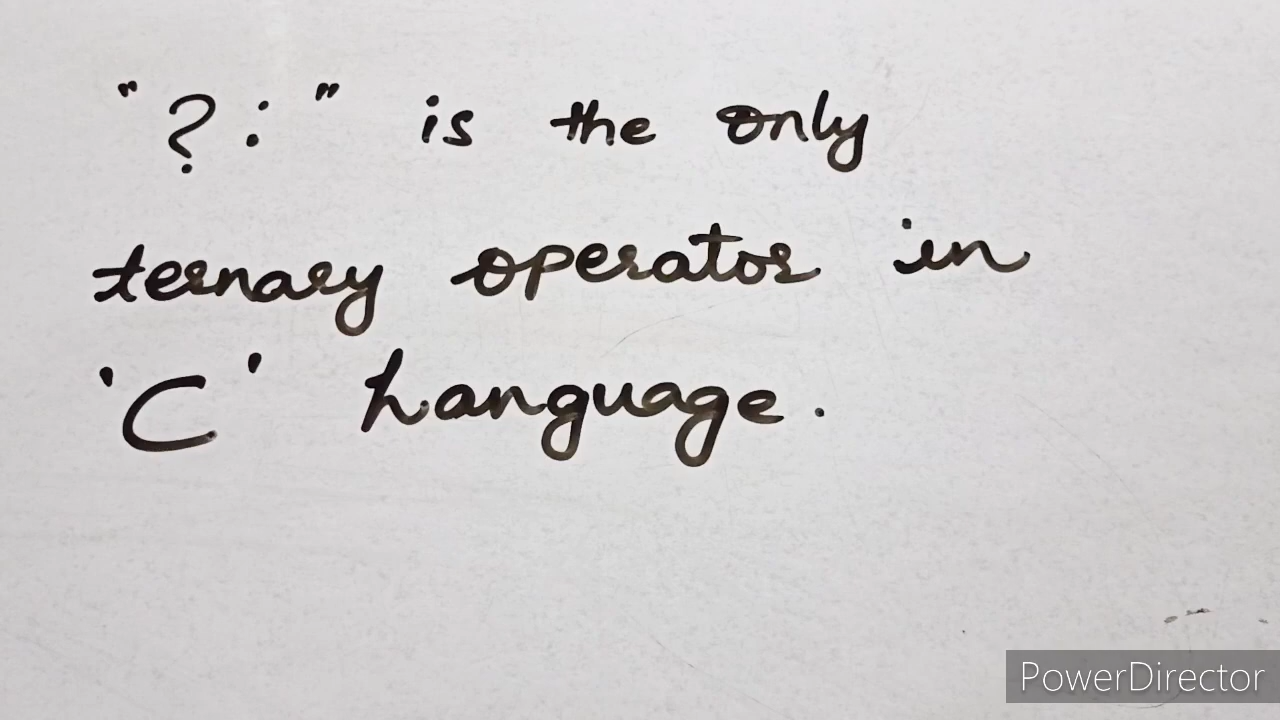 "?:" is the only
ternary operator in
'C' Language.
PowerDirector